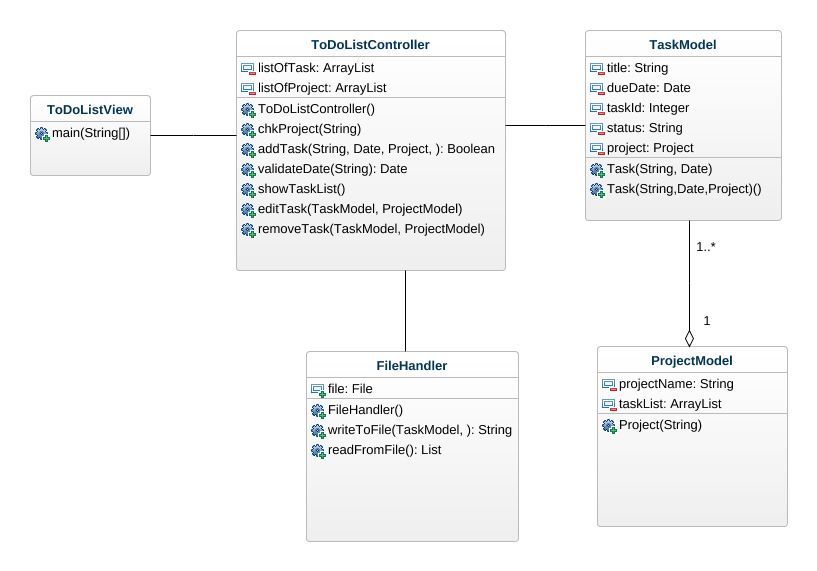 ToDoListView
main(String[])
ToDoListController
listOfTask: ArrayList
listOfProject: ArrayList
ToDoListController()
chkProject(String)
addTask(String, Date, Project, ): Boolean
validateDate(String): Date
showTaskList()
editTask(TaskModel, ProjectModel)
removeTask(TaskModel, ProjectModel)
TaskModel
title: String
dueDate: Date
taskId: Integer
status: String
project: Project
Task(String, Date)
Task(String,Date,Project)()
1..*
1
FileHandler
file: File
FileHandler()
writeToFile(TaskModel, ): String
readFromFile(): List
ProjectModel
projectName: String
taskList: ArrayList
Project(String)